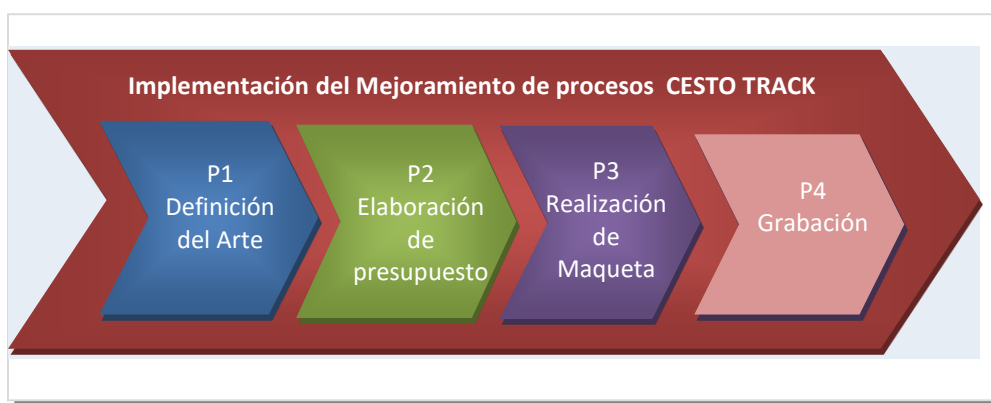 Implementación del Mejoramiento de procesos CESTO TRACK
P1
Definición
del Arte
P2
Elaboración
de
presupuesto
P3
Realización
de
Maqueta
P4
Grabación